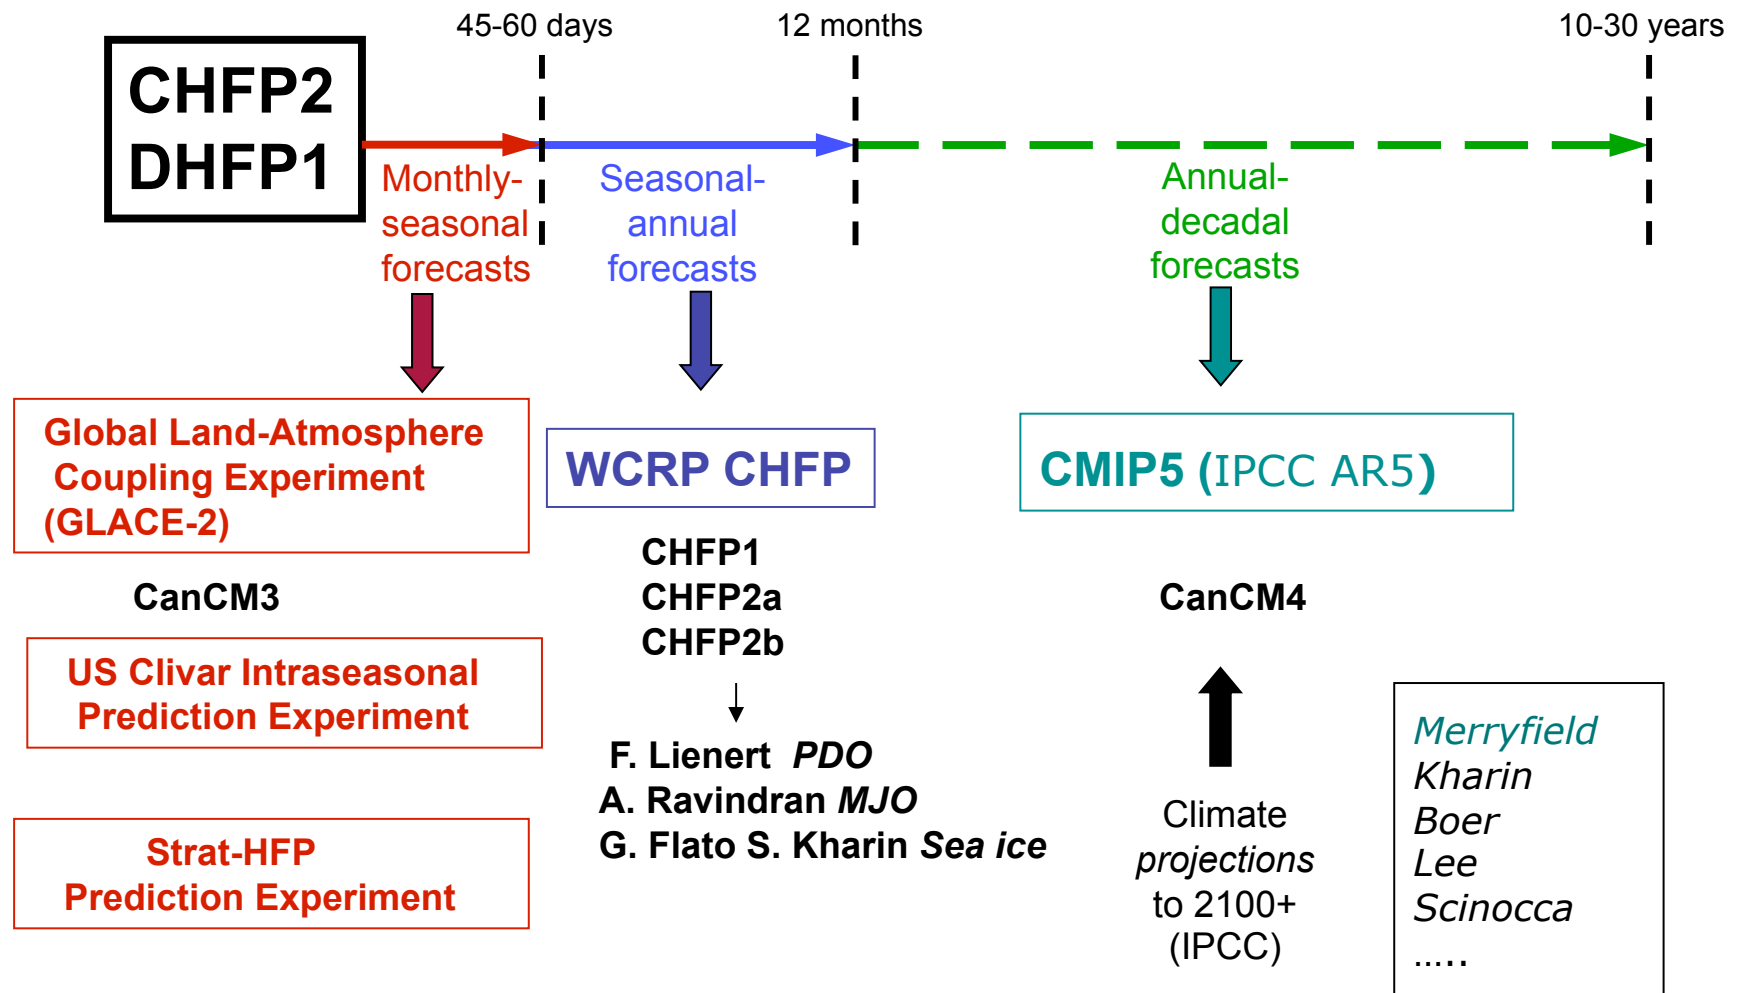 45-60 days
12 months
10-30 years
CHFP2
DHFP1
Monthly-
seasonal
forecasts
Seasonal-
annual
forecasts
Annual-
decadal
forecasts
Global Land-Atmosphere
Coupling Experiment
(GLACE-2)
CanCM3
US Clivar Intraseasonal
Prediction Experiment
Strat-HFP
Prediction Experiment
WCRP CHFP
CHFP1
CHFP2a
CHFP2b
F. Lienert PDO
A. Ravindran MJO
G. Flato S. Kharin Sea ice
CMIP5 (IPCC AR5)
CanCM4
Climate
projections
to 2100+
(IPCC)
Merryfield
Kharin
Boer
Lee
Scinocca
…..